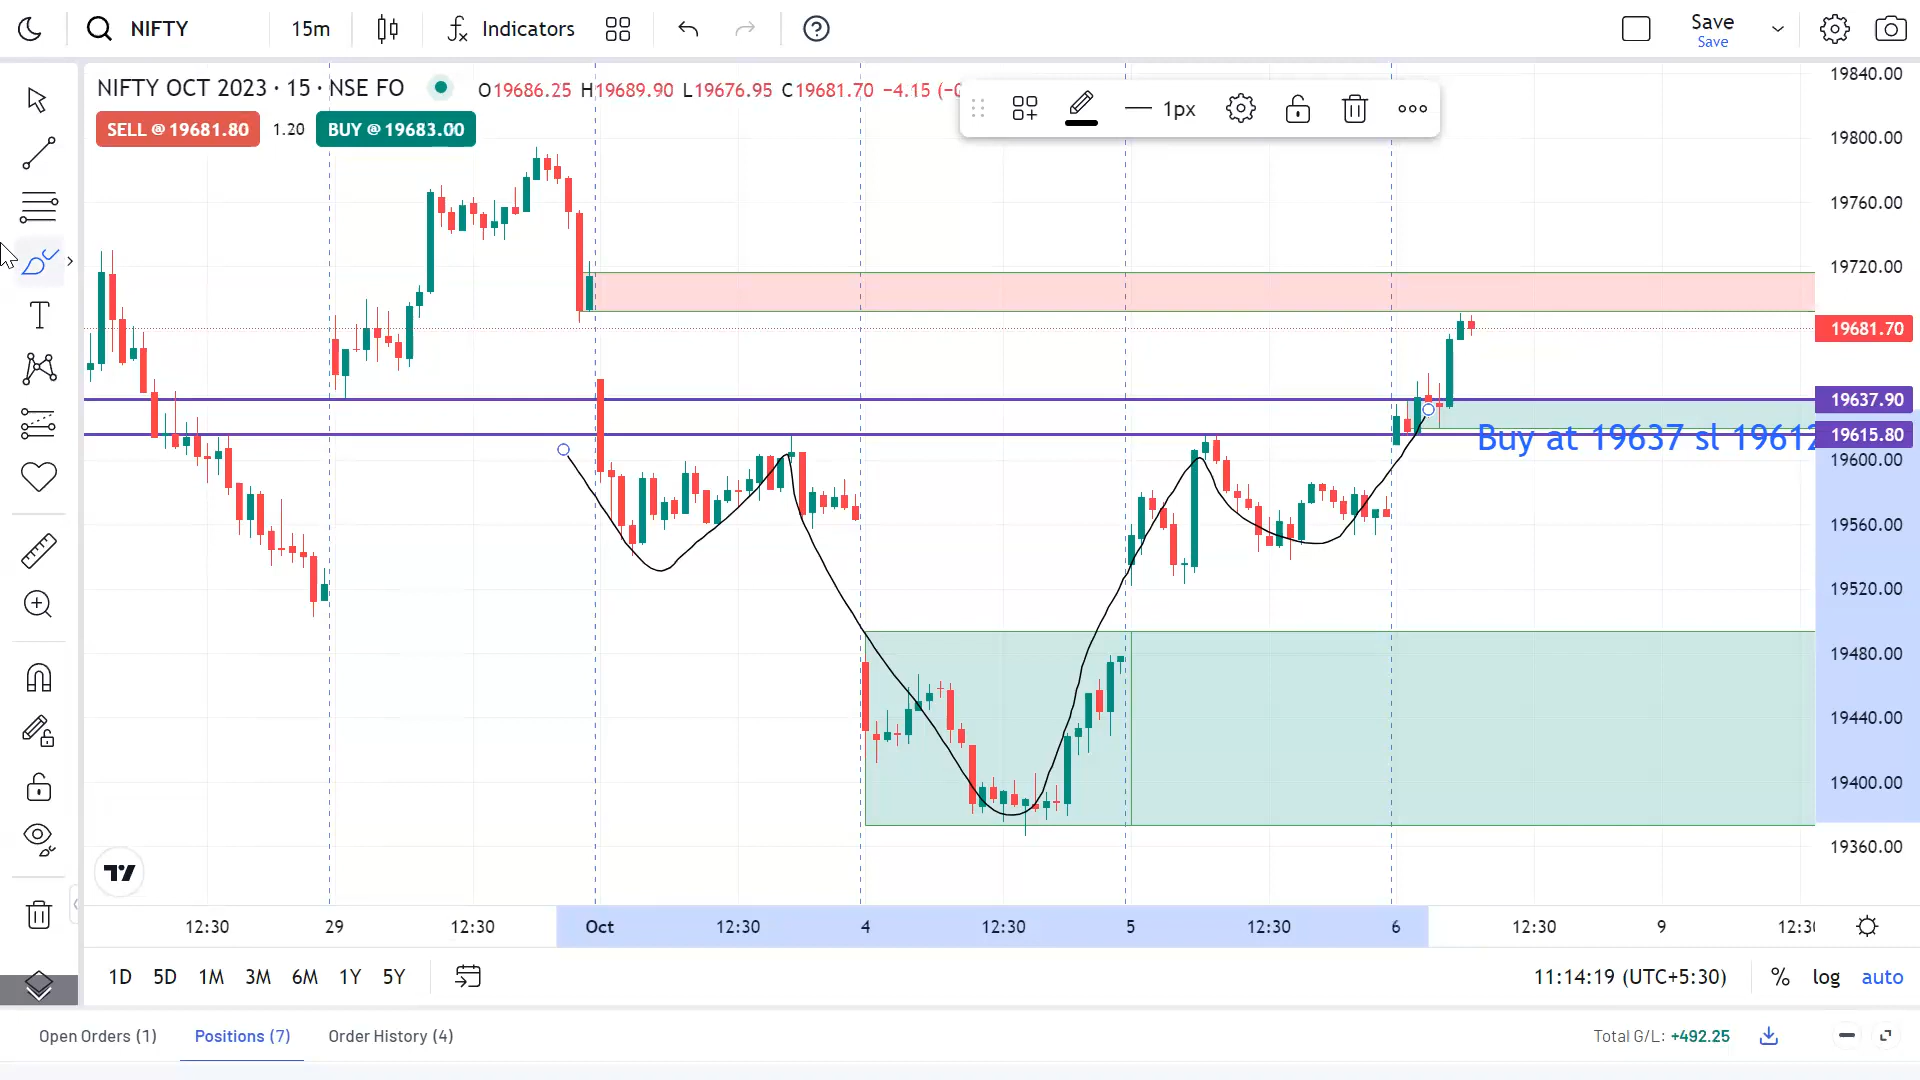 NIFTY 15m Indicators Save
Save
NIFTY OCT 2023 · 15 · NSE FO O19686.25 H19689.90 L19676.95 C19681.70 −4.15
1px
SELL @ 19681.80 1.20 BUY @ 19683.00
19840.00
19800.00
19760.00
19720.00
19681.70
19637.90
19615.80
Buy at 19637 sl 19612
19600.00
19560.00
19520.00
19480.00
19440.00
19400.00
19360.00
12:30 29 12:30 Oct 12:30 4 12:30 5 12:30 6 12:30 9
1D 5D 1M 3M 6M 1Y 5Y 11:14:19 (UTC+5:30) % log auto
Open Orders (1) Positions (7) Order History (4) Total G/L: +492.25